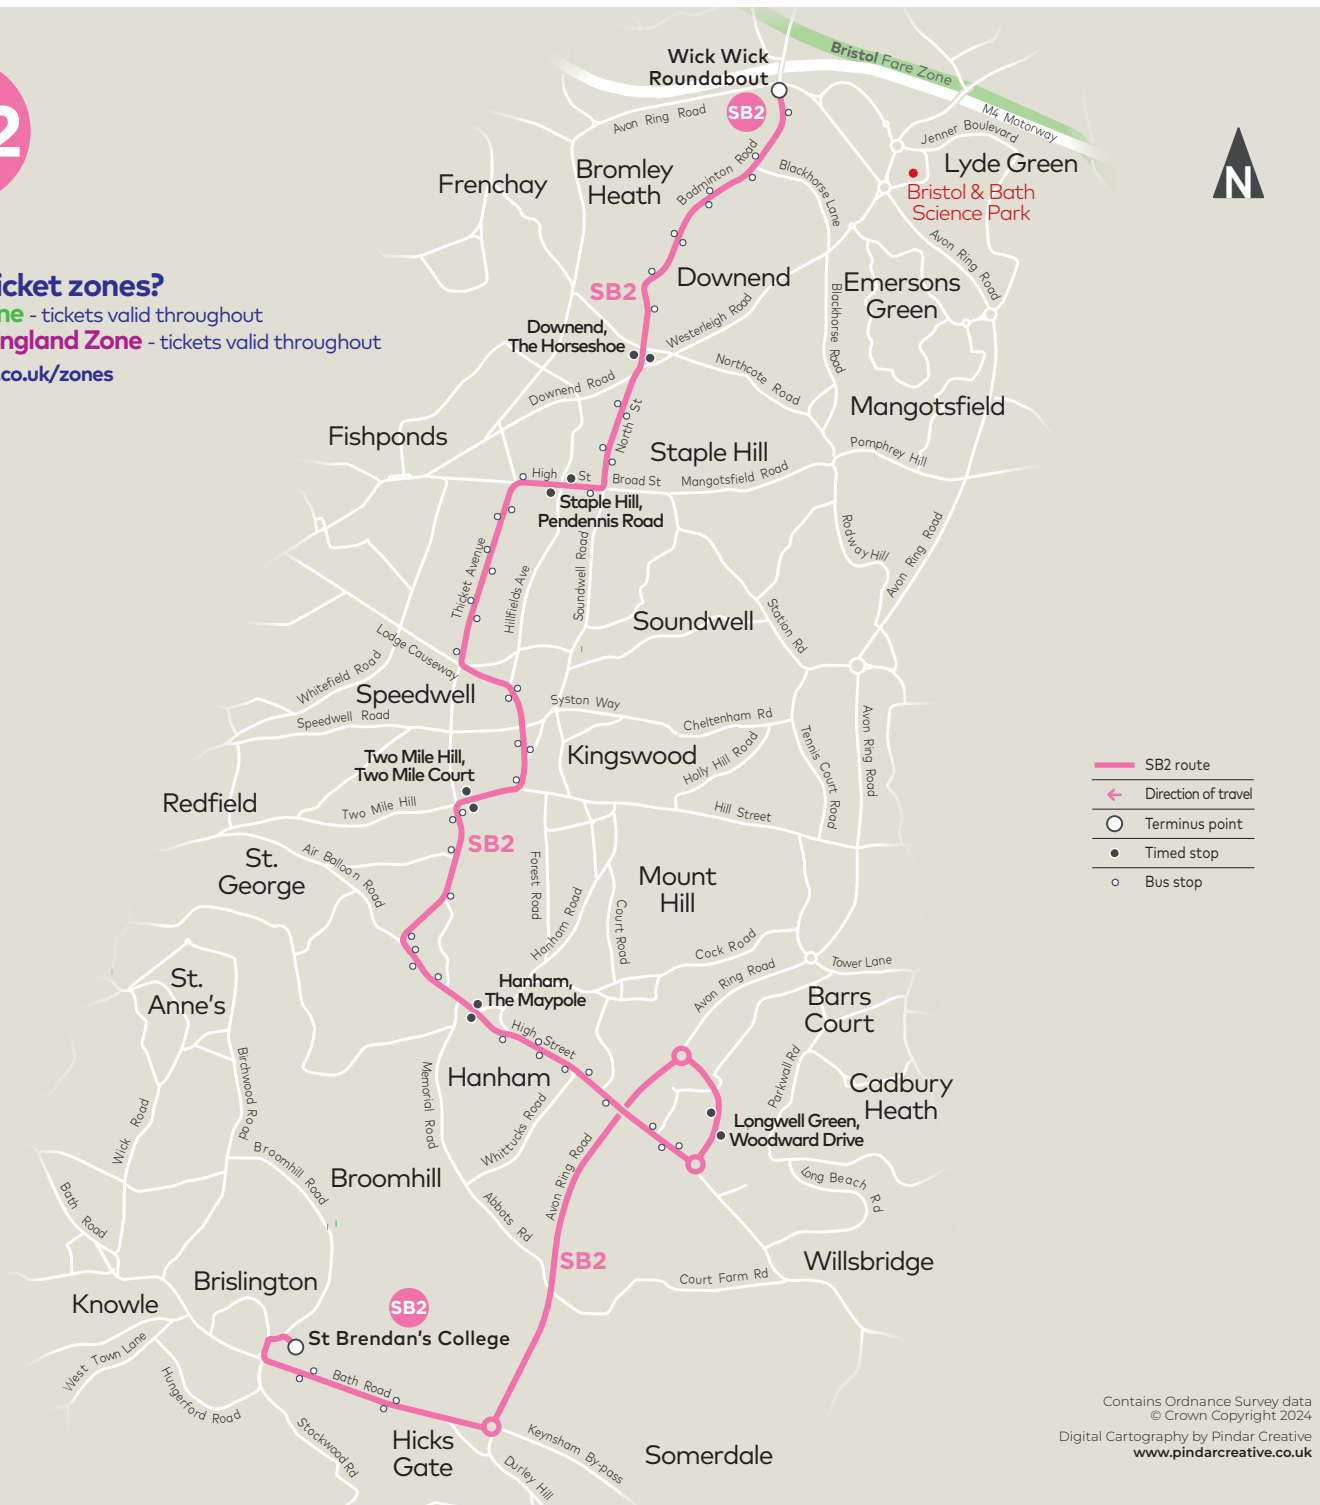 Wick Wick
Roundabout
Bristol Fare Zone
M4 Motorway
Avon Ring Road
SB2
Jenner Boulevard
Lyde Green
Bristol & Bath
Science Park
N
2
Frenchay
Bromley
Heath
Badminton Road
Blackhorse Lane
Avon Ring Road
icket zones?
ne - tickets valid throughout
ngland Zone - tickets valid throughout
.co.uk/zones
SB2
Downend
Emersons
Green
Blackhorse Road
Westerleigh Road
Downend,
The Horseshoe
Northcote Road
Downend Road
North St
Mangotsfield
Fishponds
Staple Hill
Pomphrey Hill
High St
Broad St
Mangotsfield Road
Staple Hill,
Pendennis Road
Rodway Hill
Avon Ring Road
Thicket Avenue
Hillfields Ave
Soundwell Road
Soundwell
Station Rd
Lodge Causeway
Whitefield Road
Speedwell
Speedwell Road
Syston Way
Cheltenham Rd
Avon Ring Road
Tennis Court Road
Two Mile Hill,
Two Mile Court
Kingswood
Holly Hill Road
Redfield
Two Mile Hill
Hill Street
SB2 route
Direction of travel
Terminus point
Timed stop
Bus stop
SB2
St.
George
Air Balloon Road
Forest Road
Hanham Road
Court Road
Mount
Hill
Cock Road
Avon Ring Road
Tower Lane
St.
Anne's
Hanham,
The Maypole
Barrs
Court
High Street
Birchwood Road
Memorial Road
Hanham
Parkwall Rd
Cadbury
Heath
Wick Road
Whittucks Road
Longwell Green,
Woodward Drive
Broomhill Road
Broomhill
Avon Ring Road
Abbots Rd
Long Beach Rd
Bath Road
SB2
Willsbridge
Court Farm Rd
Brislington
Knowle
SB2
St Brendan's College
West Town Lane
Hungerford Road
Bath Road
Stockwood Rd
Hicks
Gate
Keynsham By-pass
Durley Hill
Somerdale
Contains Ordnance Survey data
© Crown Copyright 2024
Digital Cartography by Pindar Creative
www.pindarcreative.co.uk